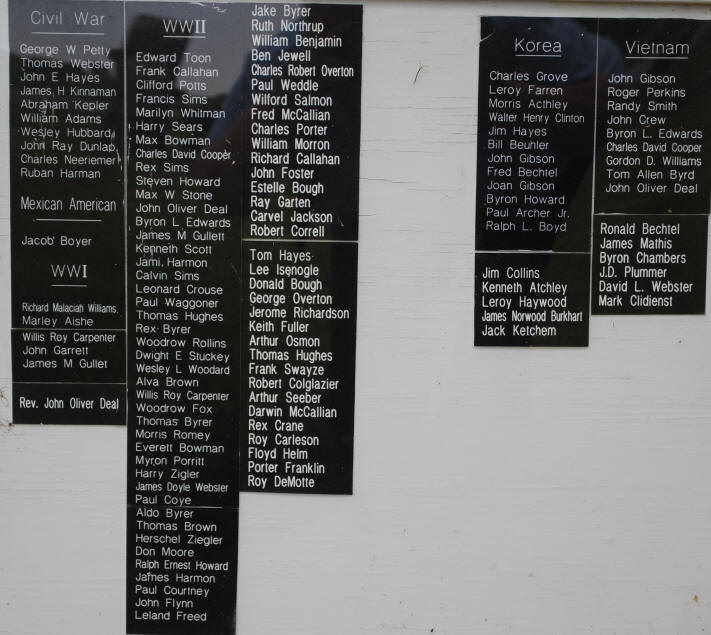 Civil War
George W Petty
Thomas Webster
John E Hayes
James H Kinnaman
Abraham Kepler
William Adams
Wesley Hubbard
John Ray Dunlap
Charles Neeriemer
Ruban Harman
Mexican American
Jacob Boyer
WWI
Richard Malaciah Williams
Marley Aishe
Willis Roy Carpenter
John Garrett
James M Gullet
Rev. John Oliver Deal
WWII
Edward Toon
Frank Callahan
Clifford Potts
Francis Sims
Marilyn Whitman
Harry Sears
Max Bowman
Charles David Cooper
Rex Sims
Steven Howard
Max W Stone
John Oliver Deal
Byron L Edwards
James M Gullett
Kenneth Scott
Jami Harmon
Calvin Sims
Leonard Crouse
Paul Waggoner
Thomas Hughes
Rex Byrer
Woodrow Rollins
Dwight E Stuckey
Wesley L Woodard
Alva Brown
Willis Roy Carpenter
Woodrow Fox
Thomas Byrer
Morris Romey
Everett Bowman
Myron Porritt
Harry Zigler
James Doyle Webster
Paul Coye
Aldo Byrer
Thomas Brown
Herschel Ziegler
Don Moore
Ralph Ernest Howard
James Harmon
Paul Courtney
John Flynn
Leland Freed
Jake Byrer
Ruth Northrup
William Benjamin
Ben Jewell
Charles Robert Overton
Paul Weddle
Wilford Salmon
Fred McCallian
Charles Porter
William Morron
Richard Callahan
John Foster
Estelle Bough
Ray Garten
Carvel Jackson
Robert Correll
Tom Hayes
Lee Isenogle
Donald Bough
George Overton
Jerome Richardson
Keith Fuller
Arthur Osmon
Thomas Hughes
Frank Swayze
Robert Colglazier
Arthur Seeber
Darwin McCallian
Rex Crane
Roy Carleson
Floyd Helm
Porter Franklin
Roy DeMotte
Korea
Charles Grove
Leroy Farren
Morris Acthley
Walter Henry Clinton
Jim Hayes
Bill Beuhler
John Gibson
Fred Bechtel
Joan Gibson
Byron Howard
Paul Archer Jr.
Ralph L. Boyd
Jim Collins
Kenneth Atchley
Leroy Haywood
James Norwood Burkhart
Jack Ketchem
Vietnam
John Gibson
Roger Perkins
Randy Smith
John Crew
Byron L. Edwards
Charles David Cooper
Gordon D. Williams
Tom Allen Byrd
John Oliver Deal
Ronald Bechtel
James Mathis
Byron Chambers
J.D. Plummer
David L. Webster
Mark Clidienst